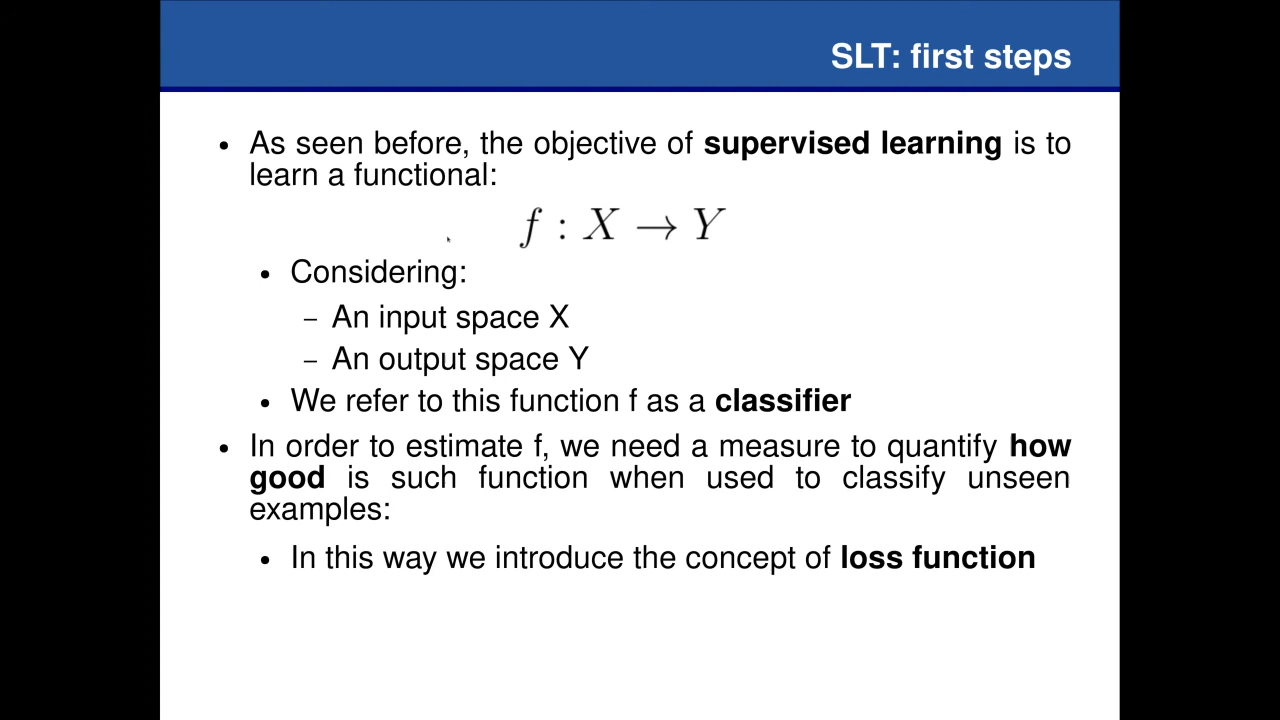 SLT: first steps
• As seen before, the objective of supervised learning is to
learn a functional:
f : X → Y
• Considering:
– An input space X
– An output space Y
• We refer to this function f as a classifier
• In order to estimate f, we need a measure to quantify how
good is such function when used to classify unseen
examples:
• In this way we introduce the concept of loss function